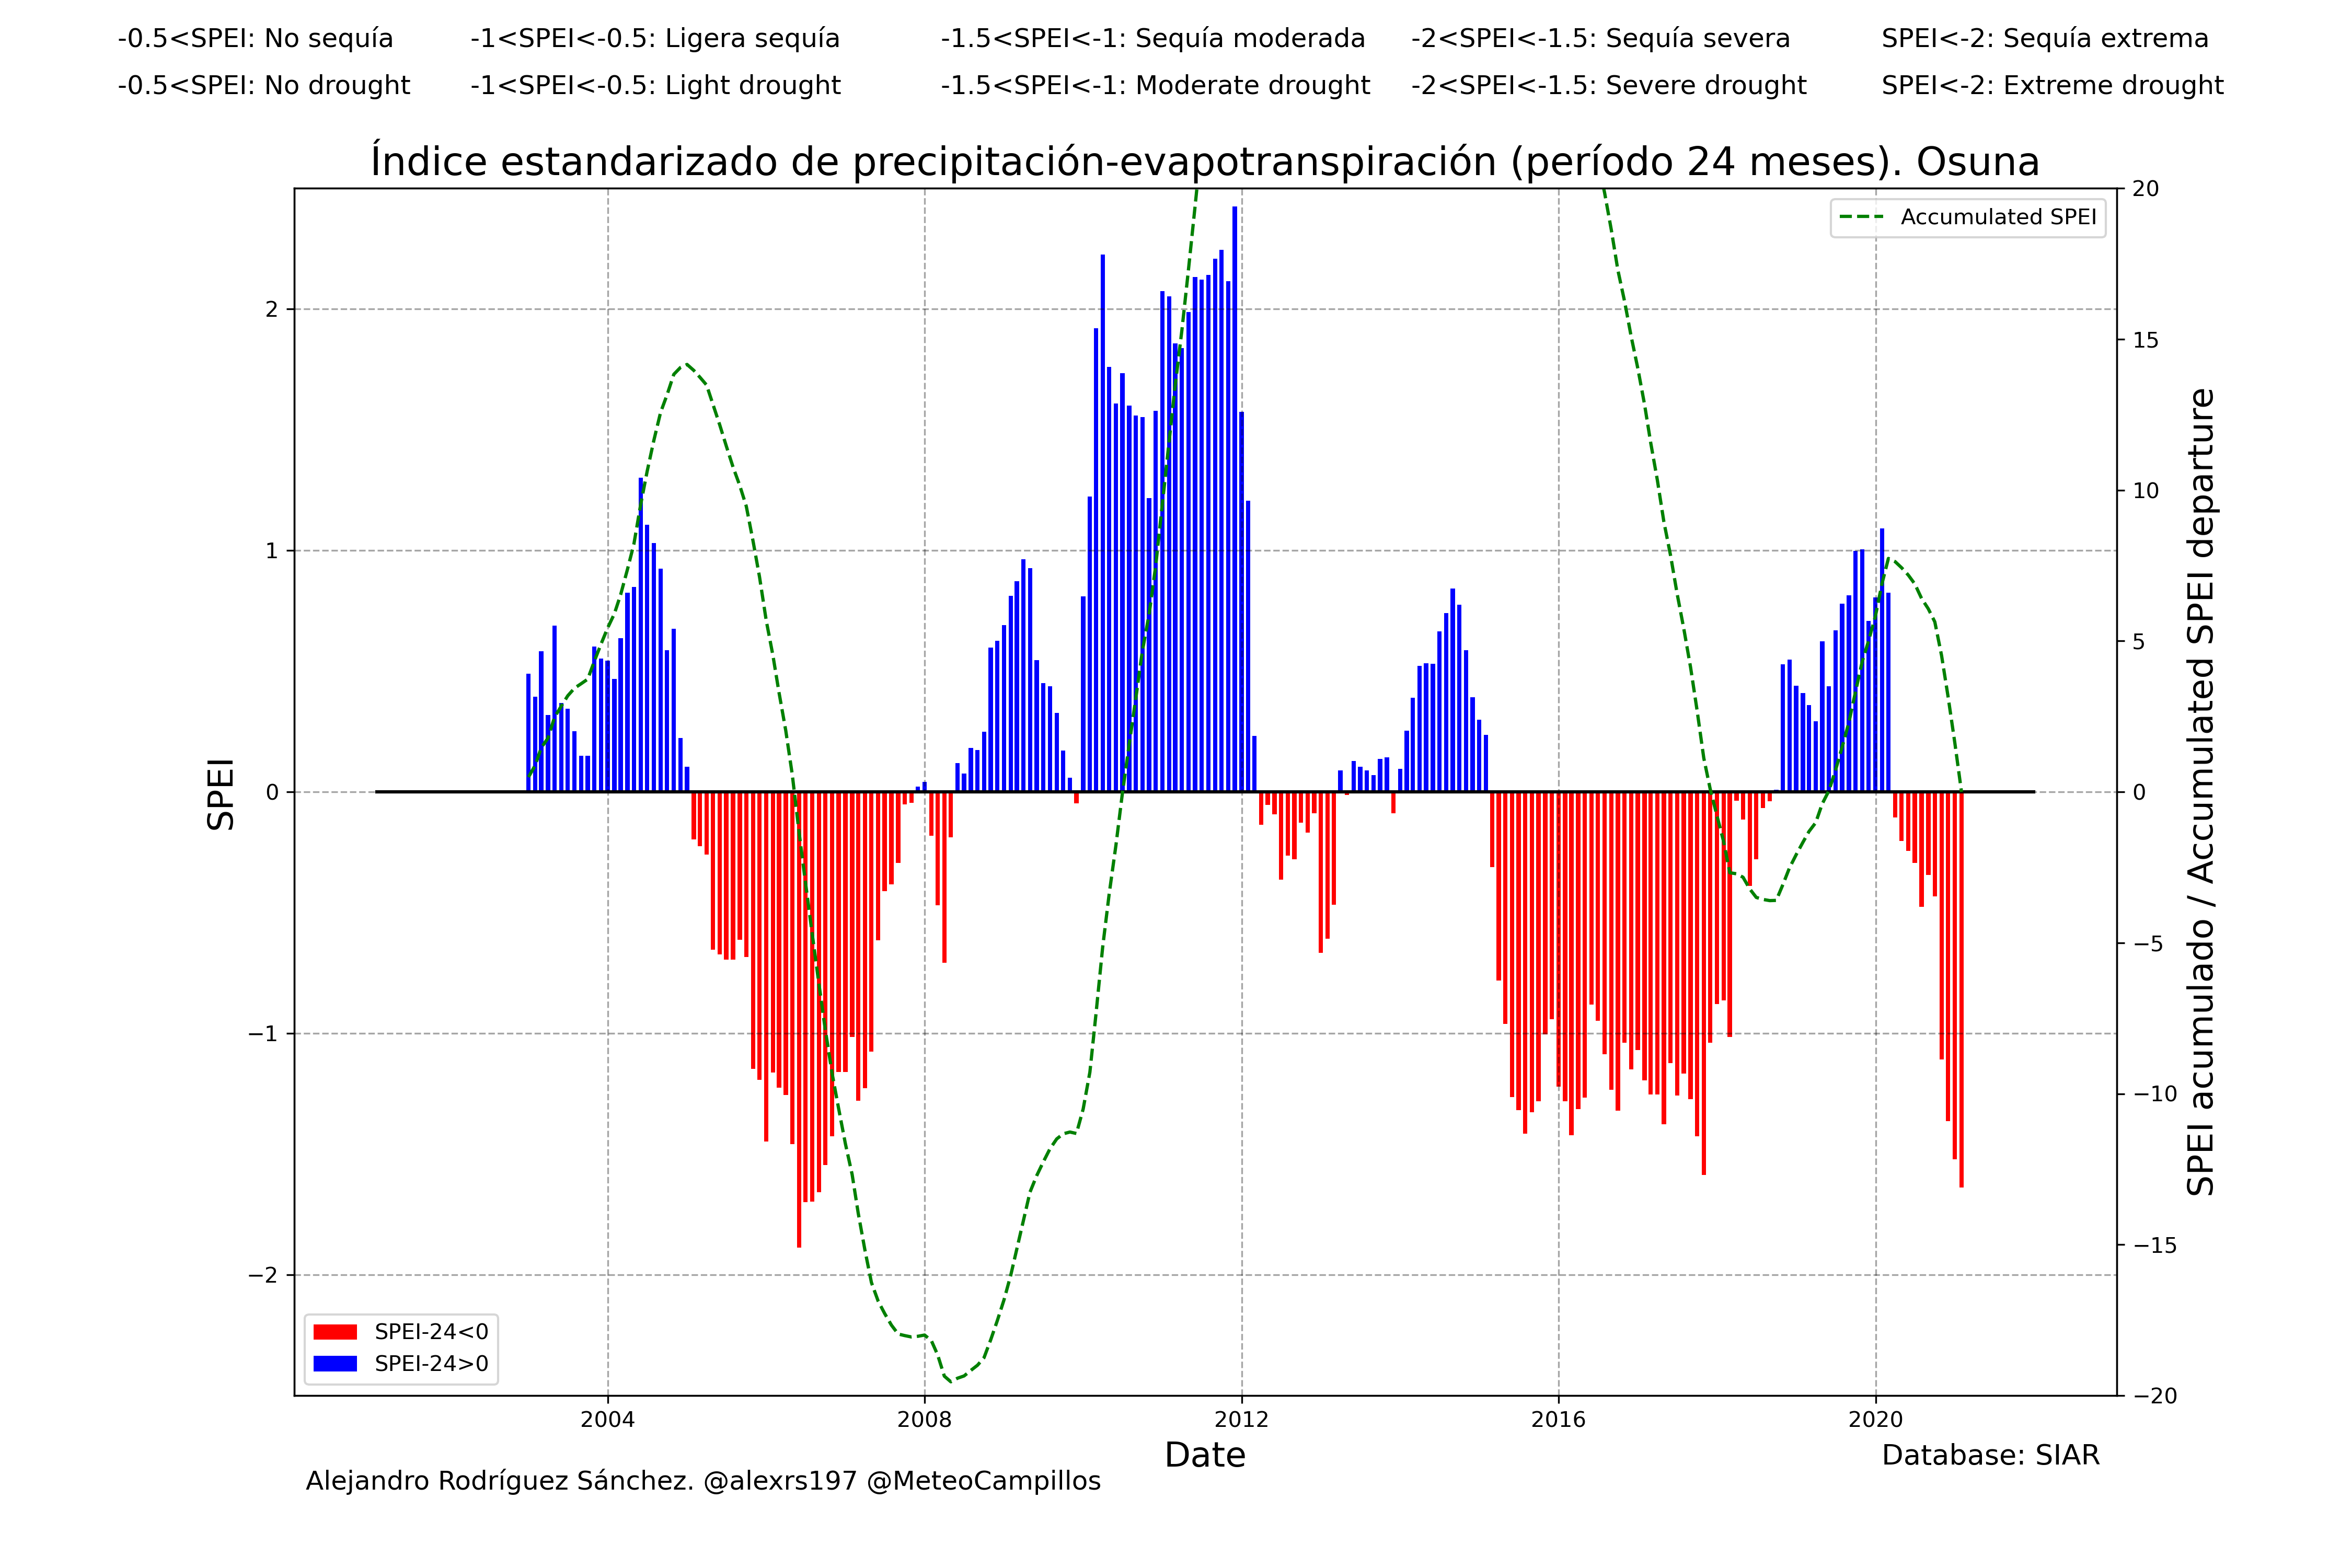 -0.5<SPEI: No sequía -1<SPEI<-0.5: Ligera sequía -1.5<SPEI<-1: Sequía moderada -2<SPEI<-1.5: Sequía severa SPEI<-2: Sequía extrema
-0.5<SPEI: No drought -1<SPEI<-0.5: Light drought -1.5<SPEI<-1: Moderate drought -2<SPEI<-1.5: Severe drought SPEI<-2: Extreme drought
Índice estandarizado de precipitación-evapotranspiración (período 24 meses). Osuna
Accumulated SPEI
SPEI
2
1
0
−1
−2
20
15
10
5
0
−5
−10
−15
−20
SPEI acumulado / Accumulated SPEI departure
SPEI-24<0
SPEI-24>0
2004 2008 2012 2016 2020
Date
Database: SIAR
Alejandro Rodríguez Sánchez. @alexrs197 @MeteoCampillos